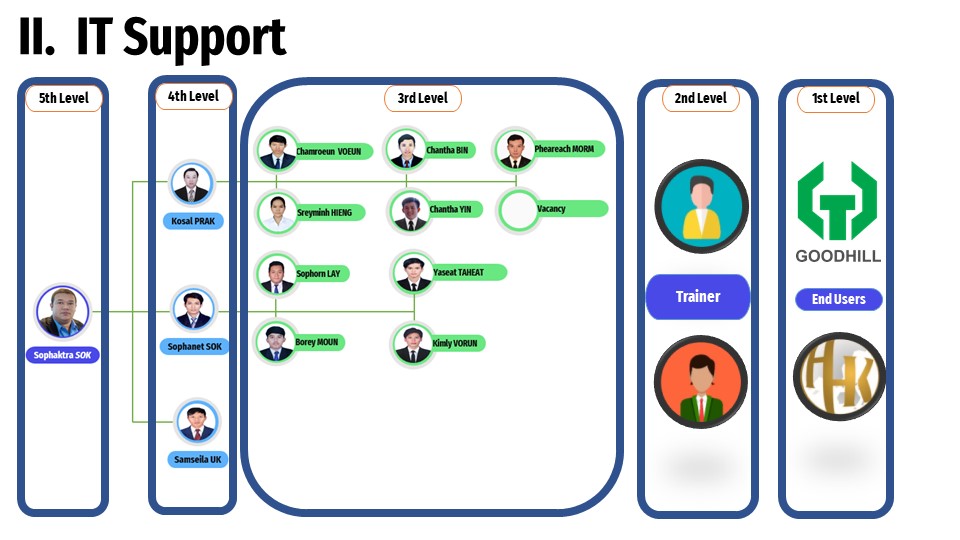 II. IT Support
5th Level
4th Level
3rd Level
2nd Level
1st Level
Sophaktra SOK
Kosal PRAK
Sophanet SOK
Samseila UK
Chamroeun VOEUN
Chantha BIN
Pheareach MORM
Sreyminh HIENG
Chantha YIN
Vacancy
Sophorn LAY
Yaseat TAHEAT
Borey MOUN
Kimly VORUN
Trainer
GOODHILL
End Users
HHK